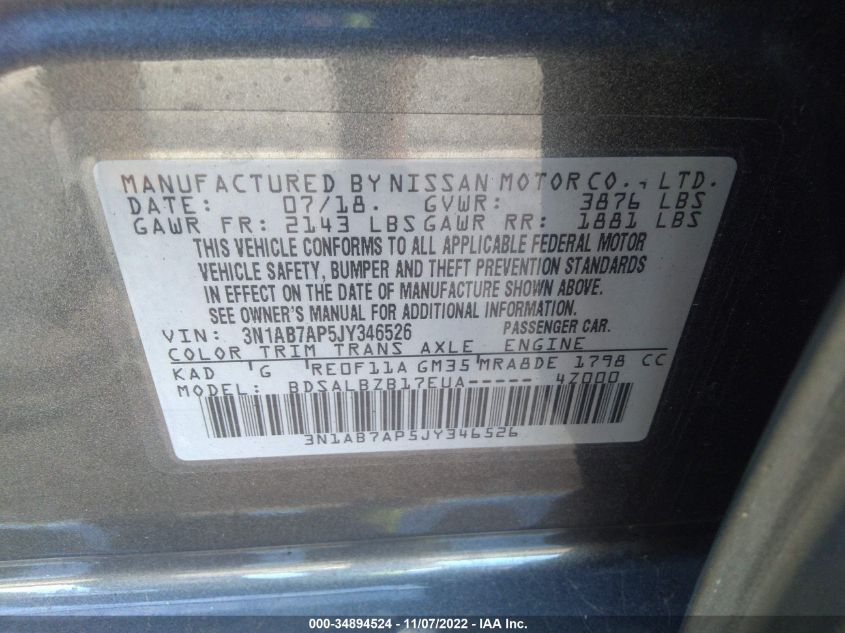 MANUFACTURED BY NISSAN MOTOR CO., LTD.
DATE: 07/18. GVWR: 3876 LBS
GAWR FR: 2143 LBS GAWR RR: 1881 LBS
THIS VEHICLE CONFORMS TO ALL APPLICABLE FEDERAL MOTOR
VEHICLE SAFETY, BUMPER AND THEFT PREVENTION STANDARDS
IN EFFECT ON THE DATE OF MANUFACTURE SHOWN ABOVE.
SEE OWNER'S MANUAL FOR ADDITIONAL INFORMATION.
VIN: 3N1AB7AP5JY346526 PASSENGER CAR.
COLOR TRIM TRANS AXLE ENGINE
KAD G RE0F11A GM35 MRA8DE 1798 CC
MODEL: BDSALBZB17EUA----- 4Z000
3N1AB7AP5JY346526
000-34894524 - 11/07/2022 - IAA Inc.